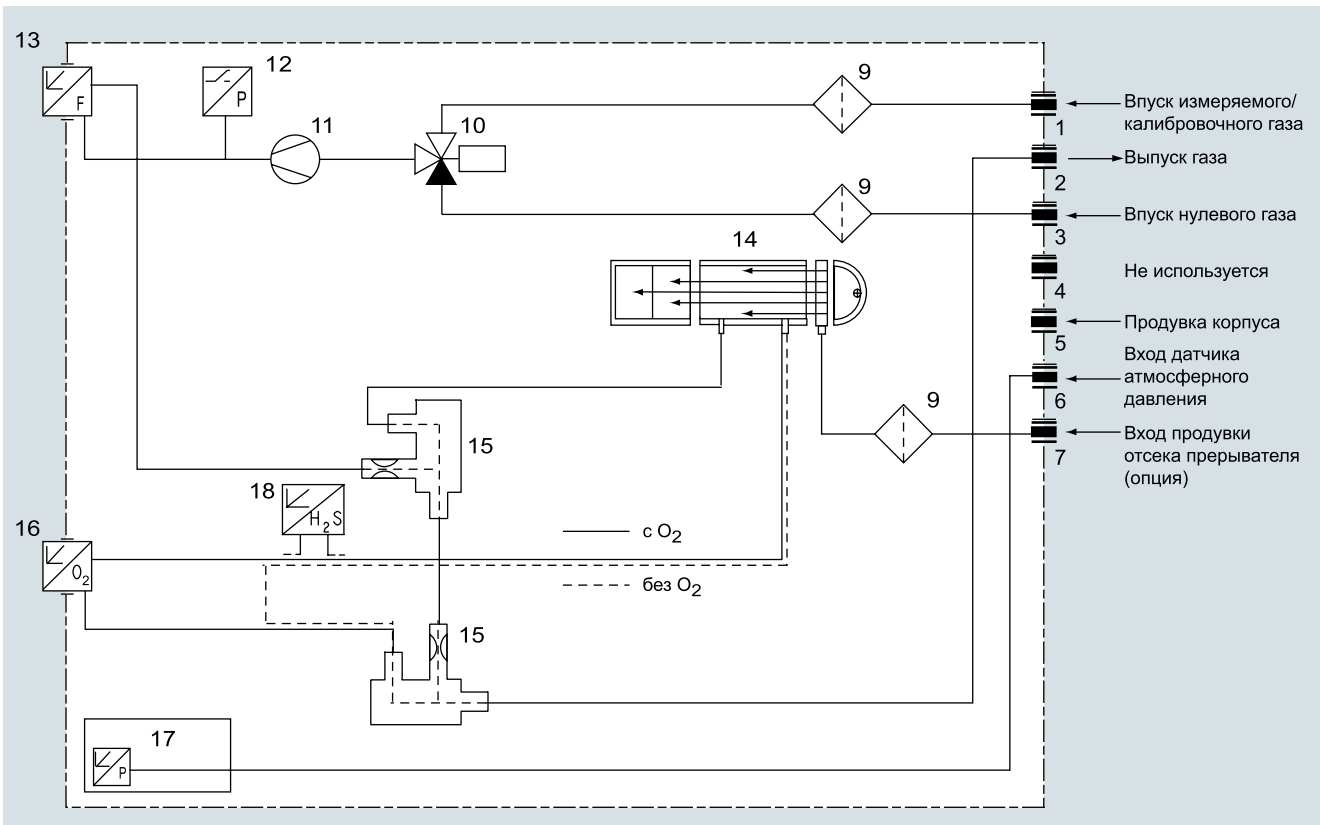 13
F
12
P
11
10
9
1
Впуск измеряемого/
калибровочного газа
2
Выпуск газа
9
3
Впуск нулевого газа
14
4
Не используется
5
Продувка корпуса
6
Вход датчика
атмосферного
давления
9
7
Вход продувки
отсека прерывателя
(опция)
15
18
H2S
16
O2
с O2
без O2
15
17
P